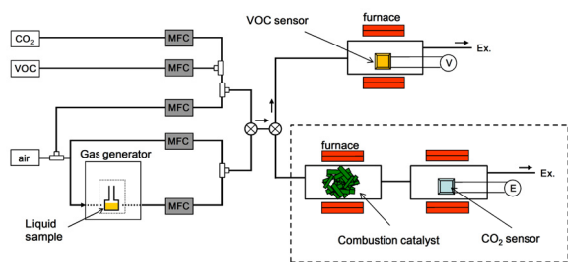 VOC sensor
furnace
CO₂
MFC
Ex.
VOC
MFC
V
MFC
air
MFC
Gas generator
furnace
Ex.
E
MFC
Liquid
sample
Combustion catalyst
CO₂ sensor